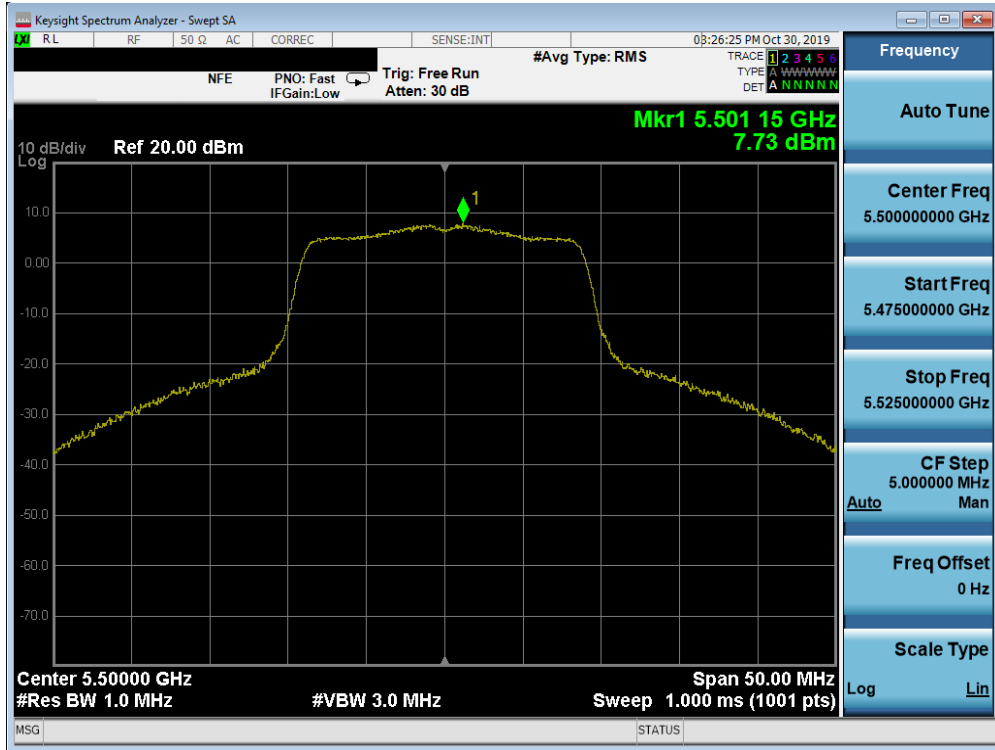 Keysight Spectrum Analyzer - Swept SA
LXI RL RF 50 Ω AC CORREC SENSE:INT 03:26:25 PM Oct 30, 2019
#Avg Type: RMS TRACE 1 2 3 4 5 6
NFE PNO: Fast Trig: Free Run TYPE A WWWWW
IFGain:Low Atten: 30 dB DET A N N N N N
Mkr1 5.501 15 GHz
7.73 dBm
10 dB/div Ref 20.00 dBm
Log
1
10.0
0.00
-10.0
-20.0
-30.0
-40.0
-50.0
-60.0
-70.0
Center 5.50000 GHz Span 50.00 MHz
#Res BW 1.0 MHz #VBW 3.0 MHz Sweep 1.000 ms (1001 pts)
MSG STATUS
Frequency
Auto Tune
Center Freq
5.500000000 GHz
Start Freq
5.475000000 GHz
Stop Freq
5.525000000 GHz
CF Step
5.000000 MHz
Auto Man
Freq Offset
0 Hz
Scale Type
Log Lin